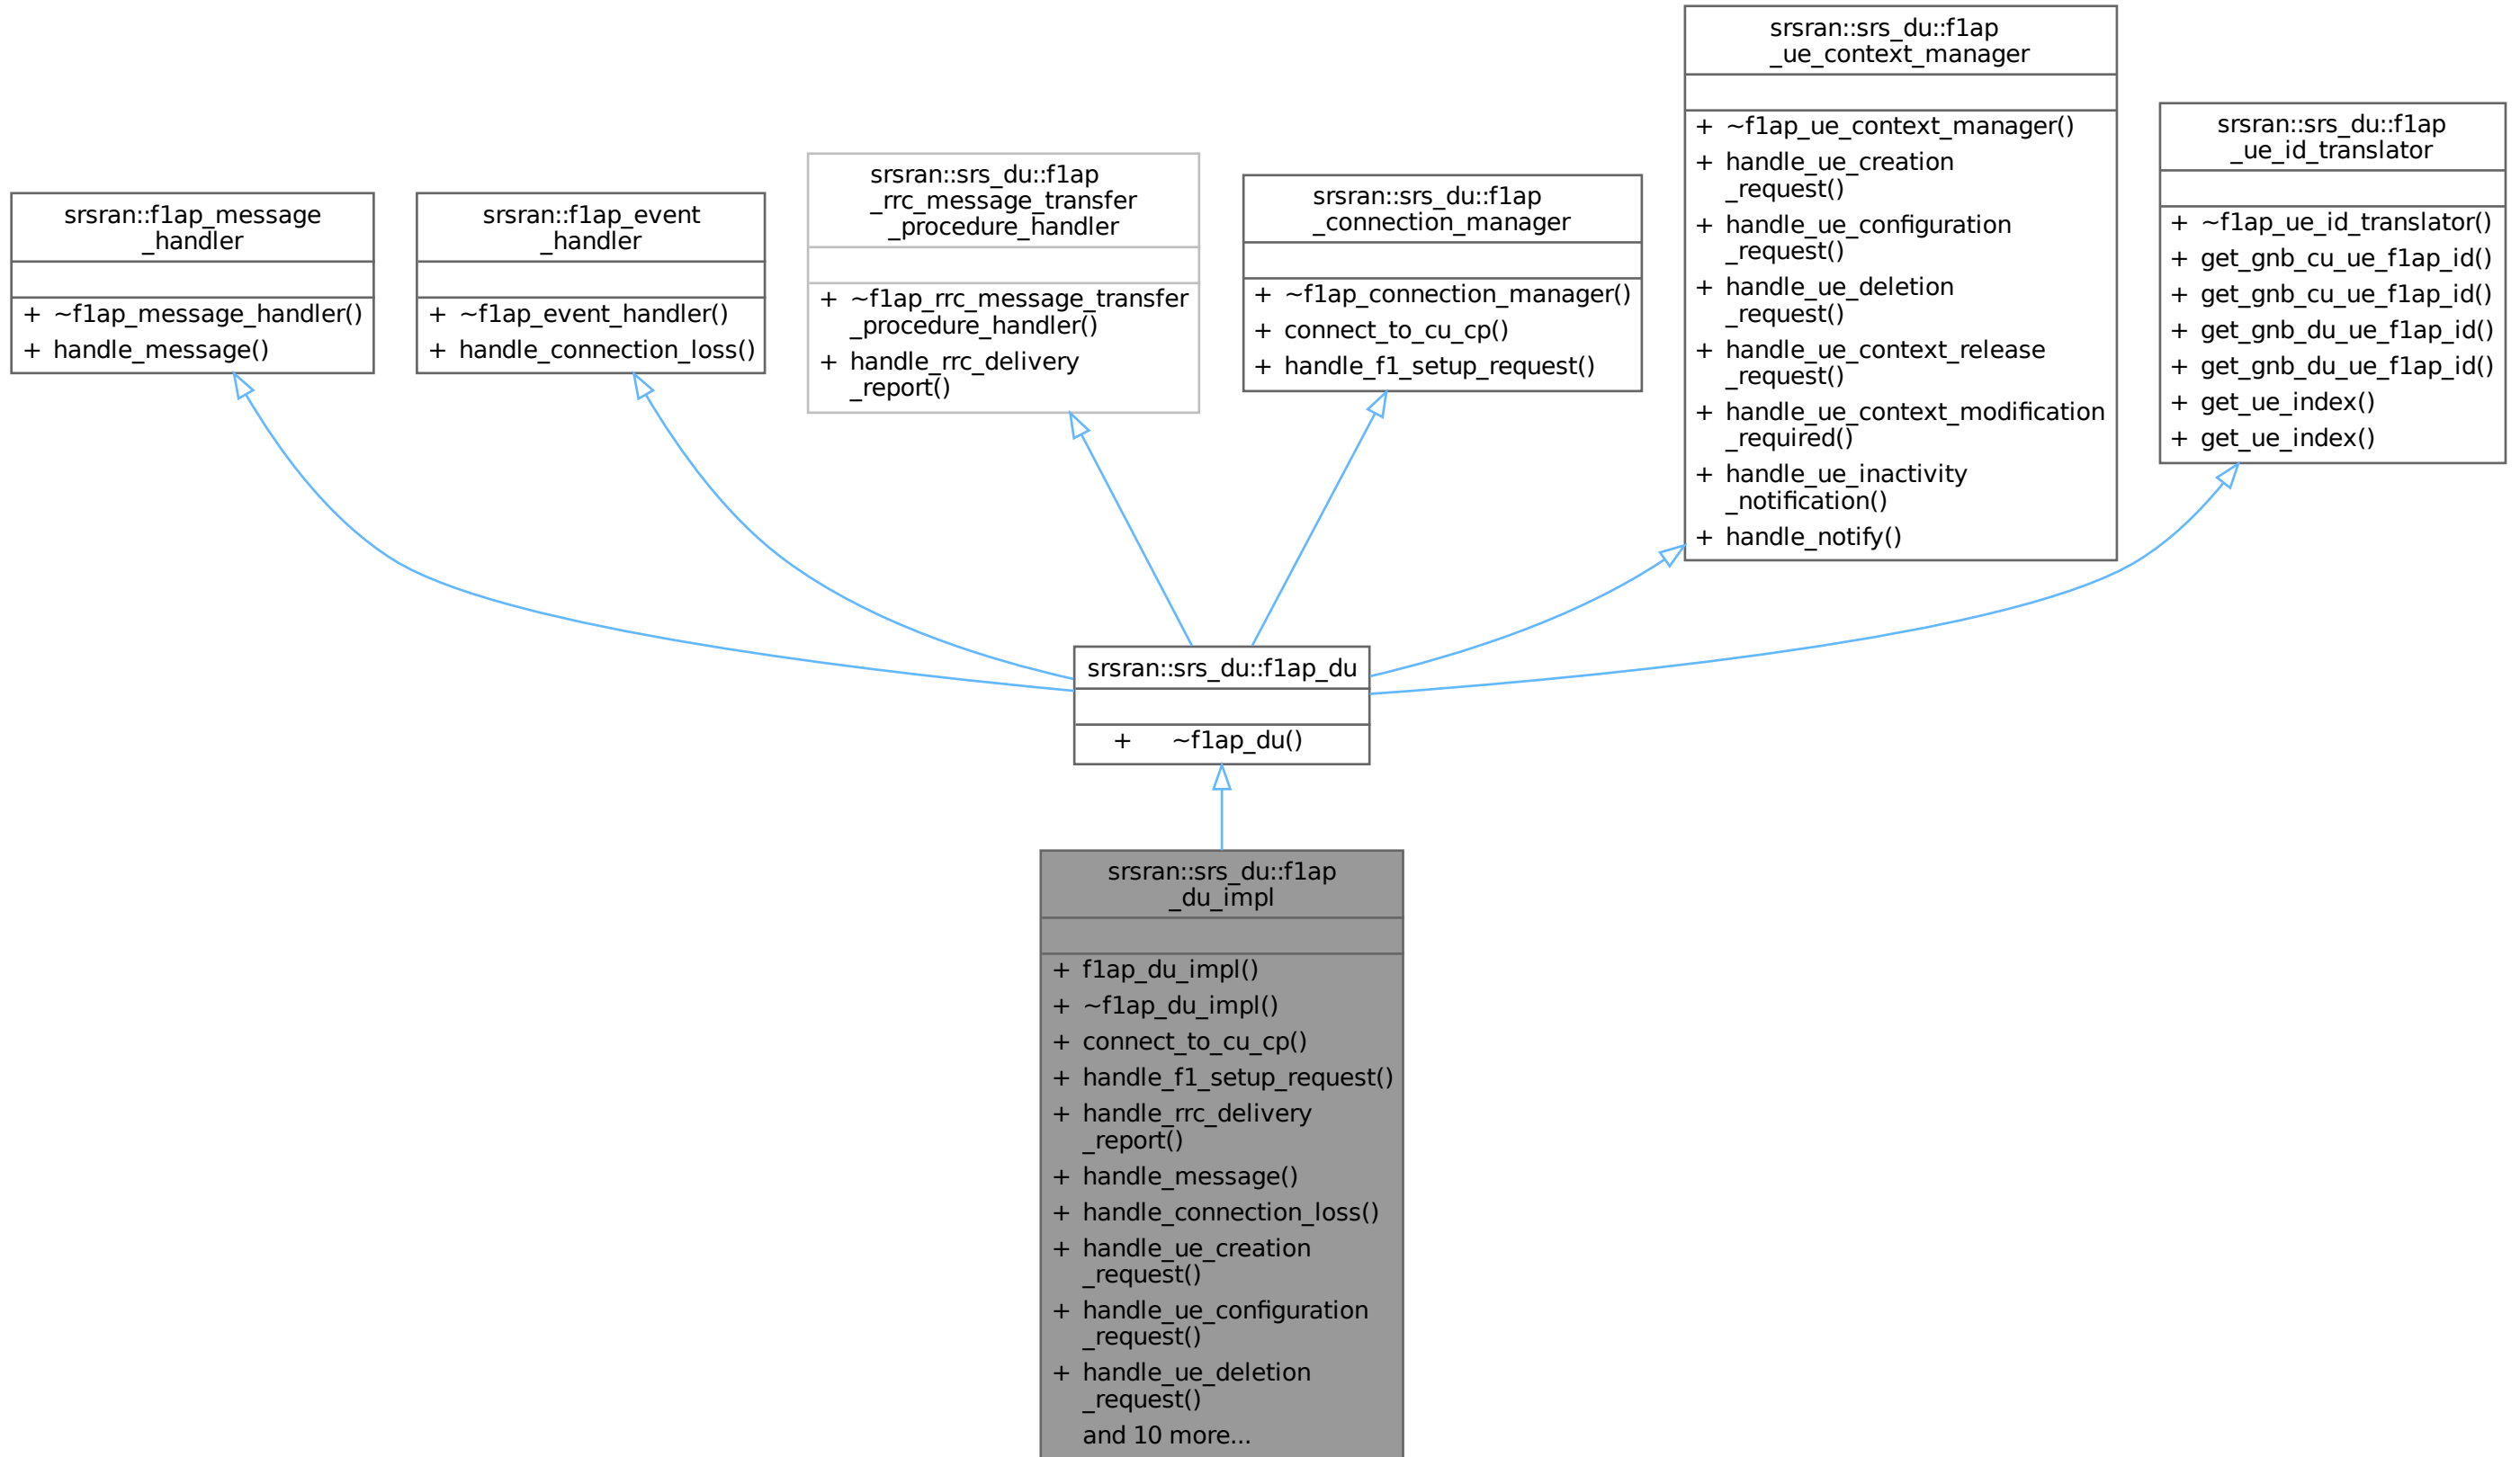 srsran::f1ap_message
_handler
+ ~f1ap_message_handler()
+ handle_message()
srsran::f1ap_event
_handler
+ ~f1ap_event_handler()
+ handle_connection_loss()
srsran::srs_du::f1ap
_rrc_message_transfer
_procedure_handler
+ ~f1ap_rrc_message_transfer
_procedure_handler()
+ handle_rrc_delivery
_report()
srsran::srs_du::f1ap
_connection_manager
+ ~f1ap_connection_manager()
+ connect_to_cu_cp()
+ handle_f1_setup_request()
srsran::srs_du::f1ap
_ue_context_manager
+ ~f1ap_ue_context_manager()
+ handle_ue_creation
_request()
+ handle_ue_configuration
_request()
+ handle_ue_deletion
_request()
+ handle_ue_context_release
_request()
+ handle_ue_context_modification
_required()
+ handle_ue_inactivity
_notification()
+ handle_notify()
srsran::srs_du::f1ap
_ue_id_translator
+ ~f1ap_ue_id_translator()
+ get_gnb_cu_ue_f1ap_id()
+ get_gnb_cu_ue_f1ap_id()
+ get_gnb_du_ue_f1ap_id()
+ get_gnb_du_ue_f1ap_id()
+ get_ue_index()
+ get_ue_index()
srsran::srs_du::f1ap_du
+ ~f1ap_du()
srsran::srs_du::f1ap
_du_impl
+ f1ap_du_impl()
+ ~f1ap_du_impl()
+ connect_to_cu_cp()
+ handle_f1_setup_request()
+ handle_rrc_delivery
_report()
+ handle_message()
+ handle_connection_loss()
+ handle_ue_creation
_request()
+ handle_ue_configuration
_request()
+ handle_ue_deletion
_request()
and 10 more...